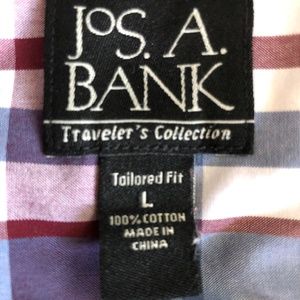 JoS. A.
BANK
Traveler's Collection
Tailored Fit
L
100% COTTON
MADE IN
CHINA